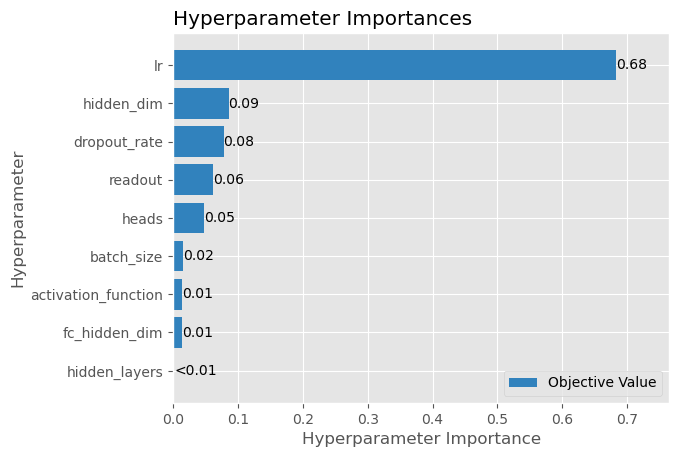 Hyperparameter Importances
Hyperparameter
lr
0.68
hidden_dim
0.09
dropout_rate
0.08
readout
0.06
heads
0.05
batch_size
0.02
activation_function
0.01
fc_hidden_dim
0.01
hidden_layers
<0.01
Objective Value
0.0 0.1 0.2 0.3 0.4 0.5 0.6 0.7
Hyperparameter Importance